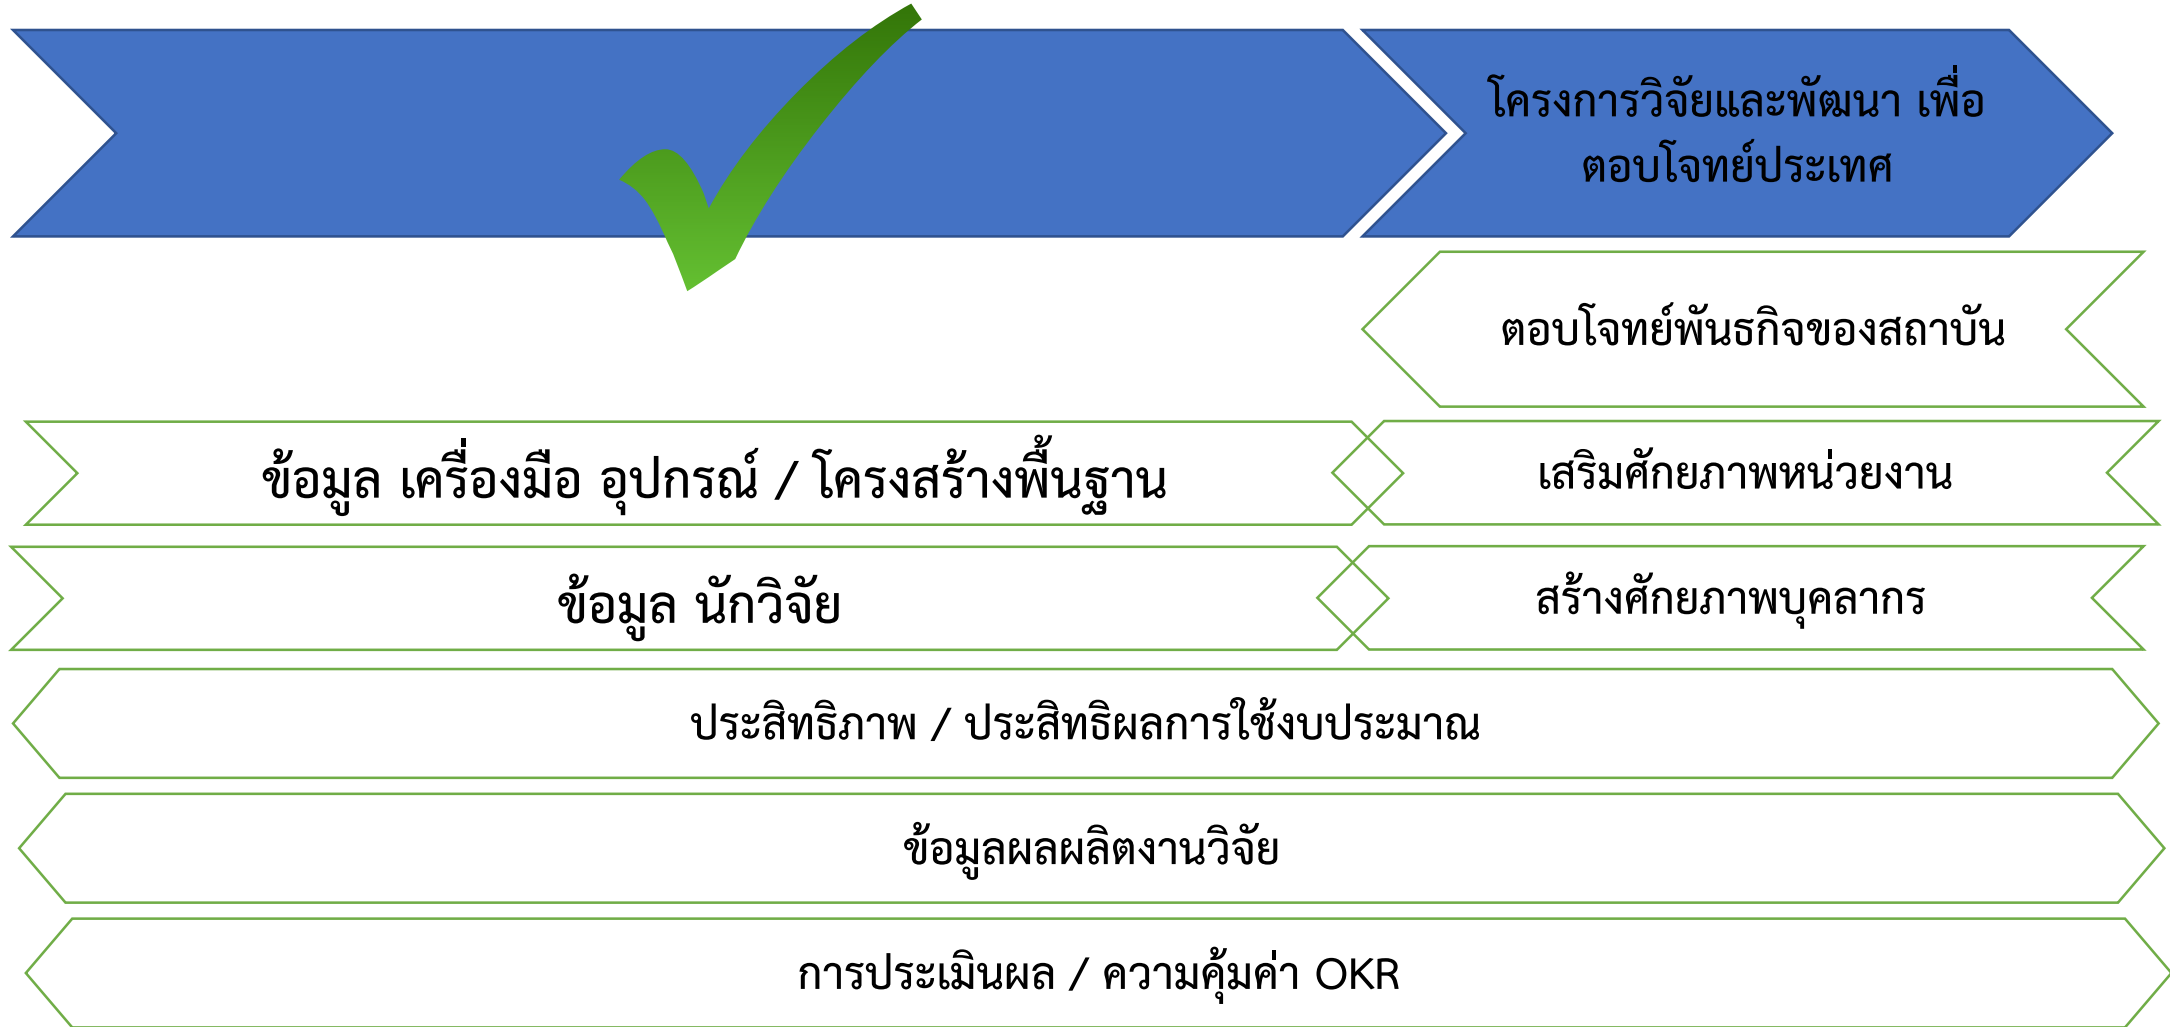 โครงการวิจัยและพัฒนา เพื่อ
ตอบโจทย์ประเทศ
ตอบโจทย์พันธกิจของสถาบัน
ข้อมูล เครื่องมือ อุปกรณ์ / โครงสร้างพื้นฐาน
เสริมศักยภาพหน่วยงาน
ข้อมูล นักวิจัย
สร้างศักยภาพบุคลากร
ประสิทธิภาพ / ประสิทธิผลการใช้งบประมาณ
ข้อมูลผลผลิตงานวิจัย
การประเมินผล / ความคุ้มค่า OKR